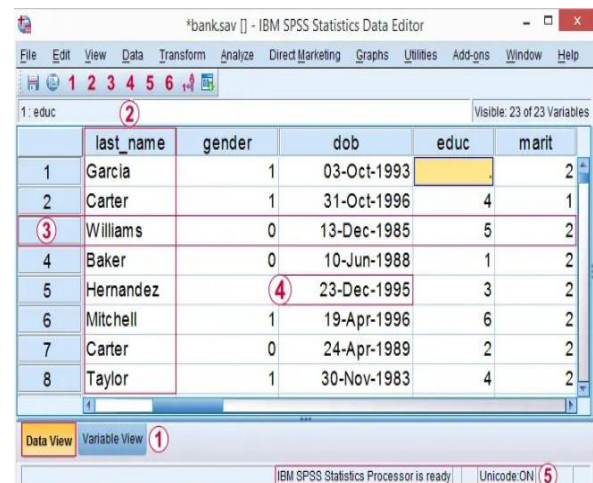 *bank.sav [] - IBM SPSS Statistics Data Editor
File Edit View Data Transform Analyze Direct Marketing Graphs Utilities Add-ons Window Help
1 2 3 4 5 6
1 : educ 2 Visible: 23 of 23 Variables
last_name gender dob educ marit
1 Garcia 1 03-Oct-1993 . 2
2 Carter 1 31-Oct-1996 4 1
3 Williams 0 13-Dec-1985 5 2
4 Baker 0 10-Jun-1988 1 2
5 Hernandez 4 23-Dec-1995 3 2
6 Mitchell 1 19-Apr-1996 6 2
7 Carter 0 24-Apr-1989 2 2
8 Taylor 1 30-Nov-1983 4 2
Data View Variable View 1
IBM SPSS Statistics Processor is ready Unicode:ON 5